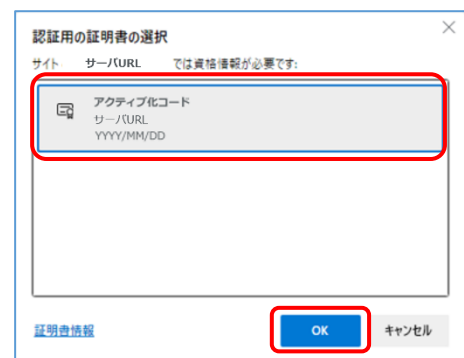 認証用の証明書の選択
サイト サーバURL では資格情報が必要です:
アクティブ化コード
サーバURL
YYYY/MM/DD
証明書情報
OK
キャンセル